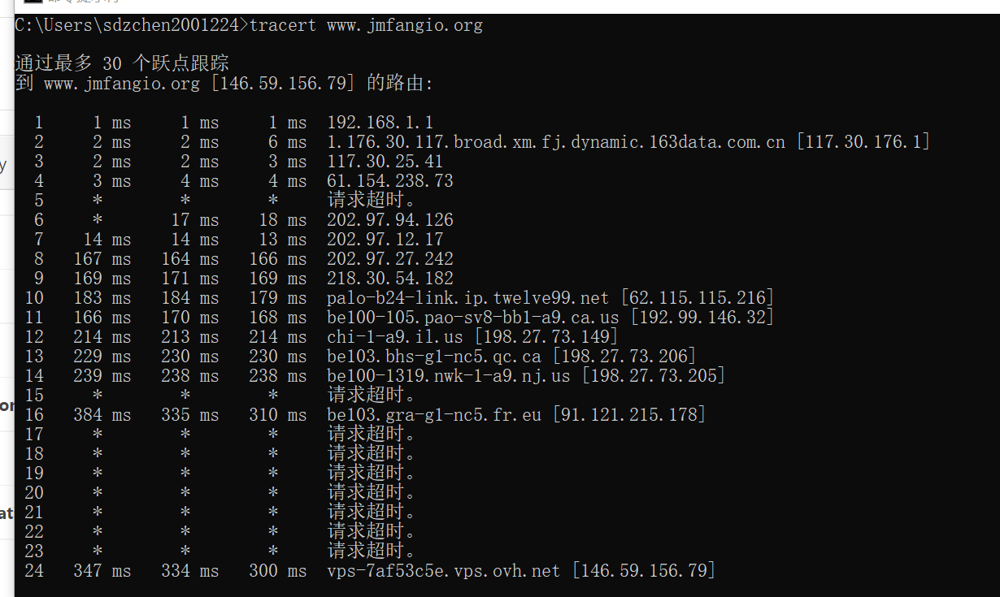 C:\Users\sdzchen2001224>tracert www.jmfangio.org
通过最多 30 个跃点跟踪
到 www.jmfangio.org [146.59.156.79] 的路由:
1 1 ms 1 ms 1 ms 192.168.1.1
2 2 ms 2 ms 6 ms 1.176.30.117.broad.xm.fj.dynamic.163data.com.cn [117.30.176.1]
3 2 ms 2 ms 3 ms 117.30.25.41
4 3 ms 4 ms 4 ms 61.154.238.73
5 * * * 请求超时。
6 * 17 ms 18 ms 202.97.94.126
7 14 ms 14 ms 13 ms 202.97.12.17
8 167 ms 164 ms 166 ms 202.97.27.242
9 169 ms 171 ms 169 ms 218.30.54.182
10 183 ms 184 ms 179 ms palo-b24-link.ip.twelve99.net [62.115.115.216]
11 166 ms 170 ms 168 ms be100-105.pao-sv8-bb1-a9.ca.us [192.99.146.32]
12 214 ms 213 ms 214 ms chi-1-a9.il.us [198.27.73.149]
13 229 ms 230 ms 230 ms be103.bhs-g1-nc5.qc.ca [198.27.73.206]
14 239 ms 238 ms 238 ms be100-1319.nwk-1-a9.nj.us [198.27.73.205]
15 * * * 请求超时。
16 384 ms 335 ms 310 ms be103.gra-g1-nc5.fr.eu [91.121.215.178]
17 * * * 请求超时。
18 * * * 请求超时。
19 * * * 请求超时。
20 * * * 请求超时。
21 * * * 请求超时。
22 * * * 请求超时。
23 * * * 请求超时。
24 347 ms 334 ms 300 ms vps-7af53c5e.vps.ovh.net [146.59.156.79]